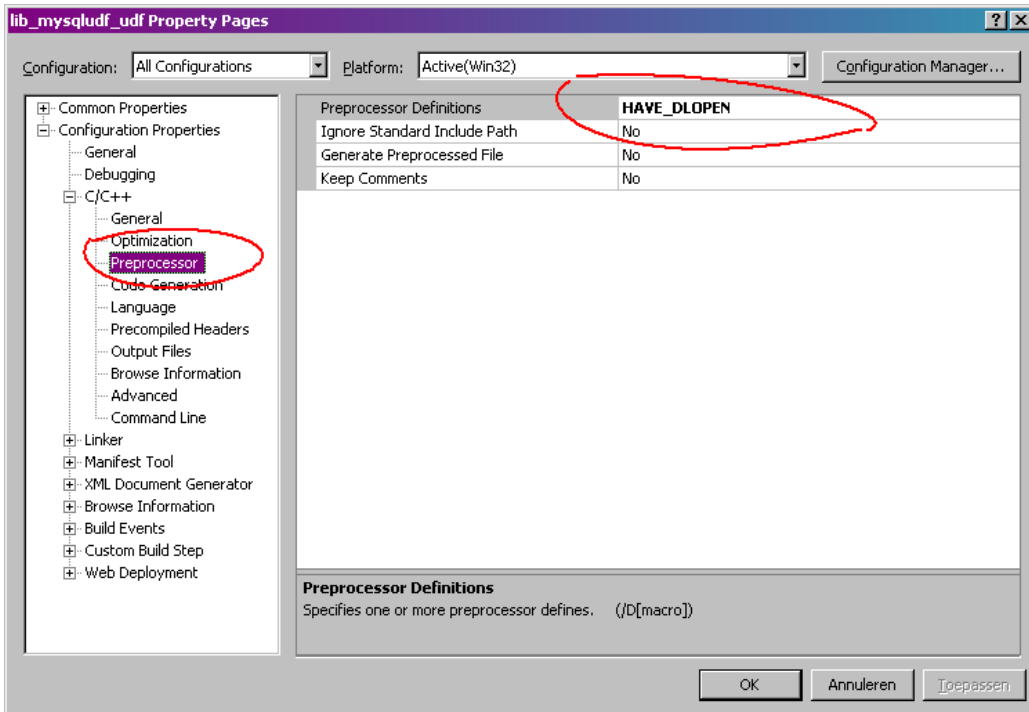 lib_mysqludf_udf Property Pages
Configuration: All Configurations Platform: Active(Win32) Configuration Manager...
Common Properties
Configuration Properties
General
Debugging
C/C++
General
Optimization
Preprocessor
Code Generation
Language
Precompiled Headers
Output Files
Browse Information
Advanced
Command Line
Linker
Manifest Tool
XML Document Generator
Browse Information
Build Events
Custom Build Step
Web Deployment
Preprocessor Definitions HAVE_DLOPEN
Ignore Standard Include Path No
Generate Preprocessed File No
Keep Comments No
Preprocessor Definitions
Specifies one or more preprocessor defines. (/D[macro])
OK Annuleren Toepassen